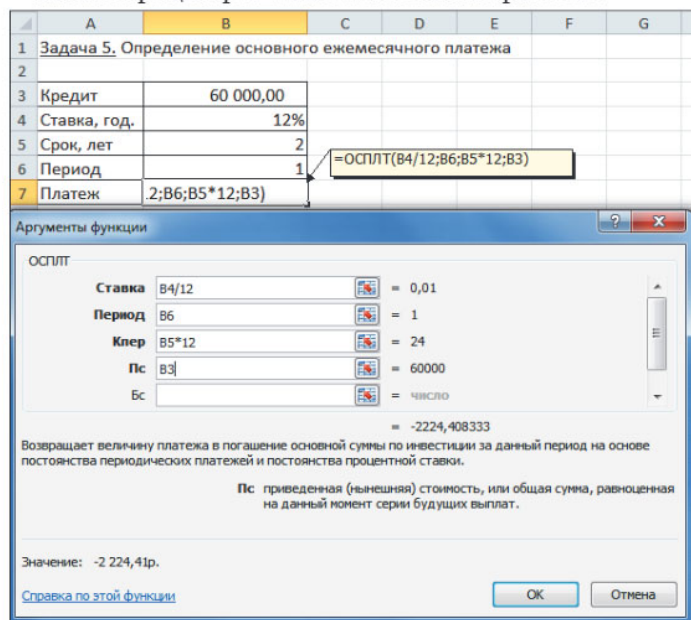 A B C D E F G
1 Задача 5. Определение основного ежемесячного платежа
2
3 Кредит 60 000,00
4 Ставка, год. 12%
5 Срок, лет 2
6 Период 1
=ОСПЛТ(B4/12;B6;B5*12;B3)
7 Платеж .2;B6;B5*12;B3)
Аргументы функции
ОСПЛТ
Ставка B4/12 = 0,01
Период B6 = 1
Кпер B5*12 = 24
Пс B3 = 60000
Бс = число
= -2224,408333
Возвращает величину платежа в погашение основной суммы по инвестиции за данный период на основе
постоянства периодических платежей и постоянства процентной ставки.
Пс приведенная (нынешняя) стоимость, или общая сумма, равноценная
на данный момент серии будущих выплат.
Значение: -2 224,41р.
Справка по этой функции
ОК Отмена